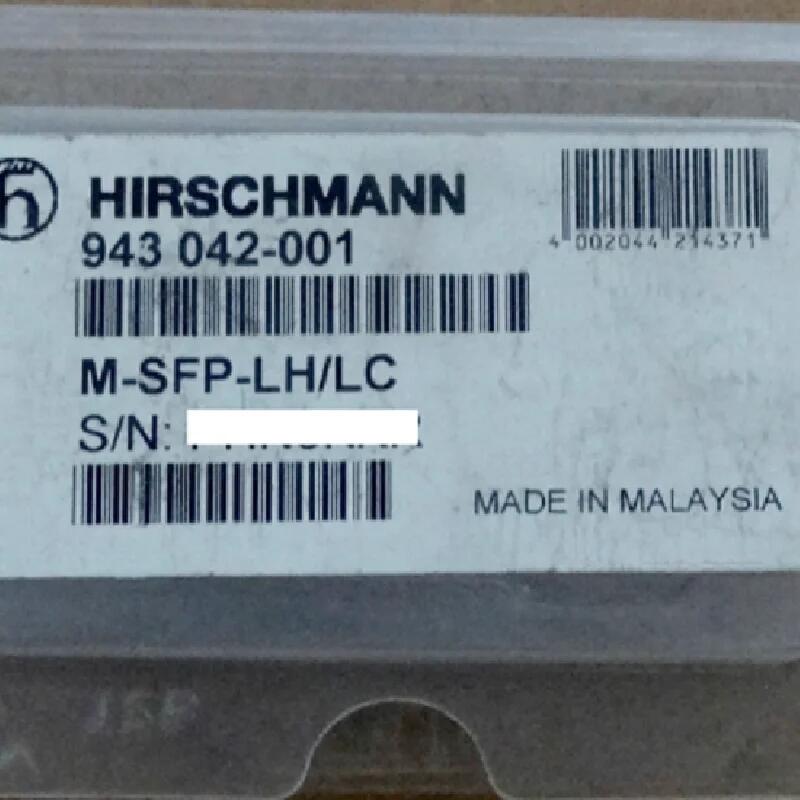 HIRSCHMANN
943 042-001
4 002044 214371
M-SFP-LH/LC
S/N:
MADE IN MALAYSIA